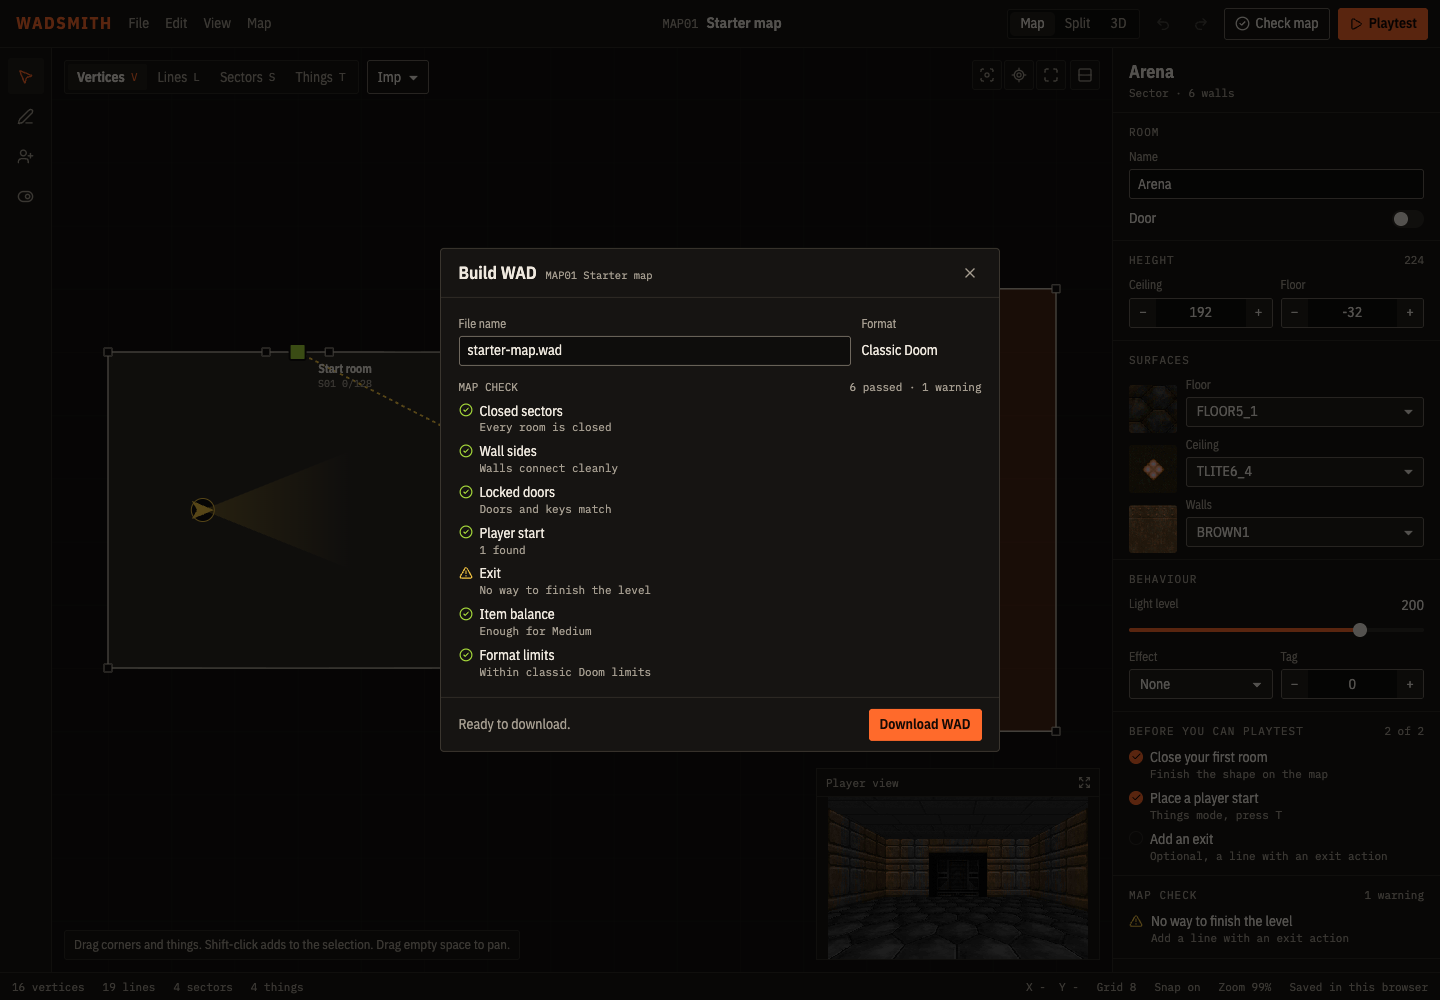 WADSMITH File Edit View Map
MAP01 Starter map
Map Split 3D
Check map
Playtest
Vertices V Lines L Sectors S Things T
Imp
Start room
S01 0/128
Build WAD MAP01 Starter map
File name
starter-map.wad
Format
Classic Doom
MAP CHECK 6 passed · 1 warning
Closed sectors
Every room is closed
Wall sides
Walls connect cleanly
Locked doors
Doors and keys match
Player start
1 found
Exit
No way to finish the level
Item balance
Enough for Medium
Format limits
Within classic Doom limits
Ready to download.
Download WAD
Player view
Drag corners and things. Shift-click adds to the selection. Drag empty space to pan.
Arena
Sector · 6 walls
ROOM
Name
Arena
Door
HEIGHT 224
Ceiling Floor
− 192 + − -32 +
SURFACES
Floor
FLOOR5_1
Ceiling
TLITE6_4
Walls
BROWN1
BEHAVIOUR
Light level 200
Effect Tag
None − 0 +
BEFORE YOU CAN PLAYTEST 2 of 2
Close your first room
Finish the shape on the map
Place a player start
Things mode, press T
Add an exit
Optional, a line with an exit action
MAP CHECK 1 warning
No way to finish the level
Add a line with an exit action
16 vertices 19 lines 4 sectors 4 things
X - Y - Grid 8 Snap on Zoom 99% Saved in this browser